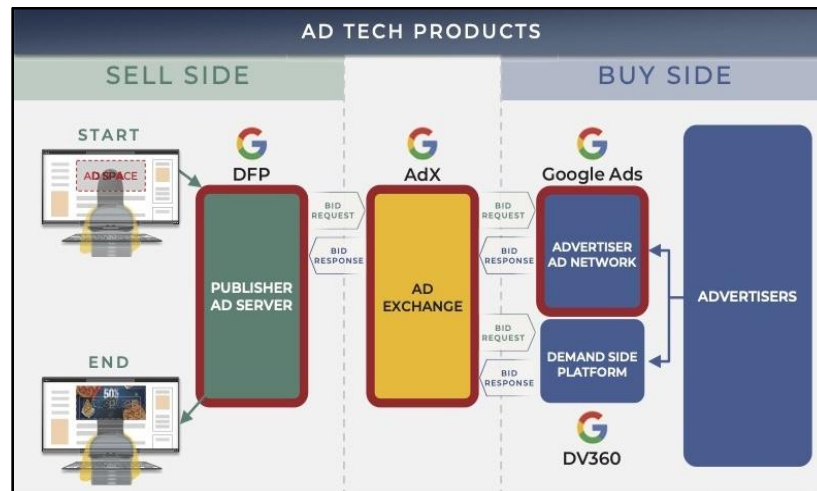 AD TECH PRODUCTS
SELL SIDE
BUY SIDE
START
AD SPACE
DFP
AdX
Google Ads
BID
REQUEST
BID
RESPONSE
BID
REQUEST
BID
RESPONSE
PUBLISHER
AD SERVER
AD
EXCHANGE
ADVERTISER
AD NETWORK
ADVERTISERS
BID
REQUEST
BID
RESPONSE
DEMAND SIDE
PLATFORM
END
50%
DV360